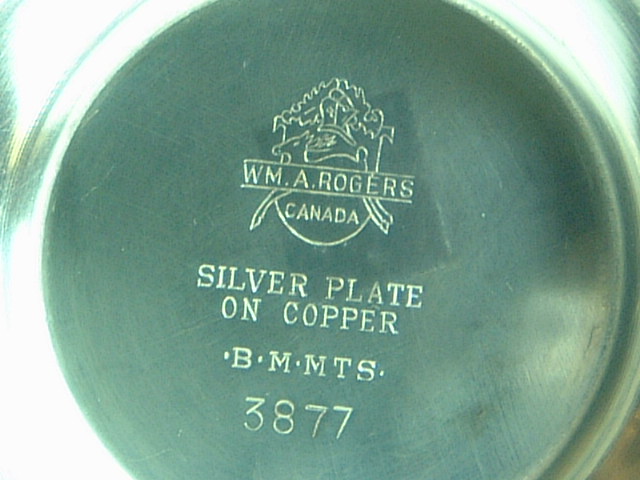 WM.A.ROGERS
CANADA
SILVER PLATE
ON COPPER
·B·M·MTS·
3877